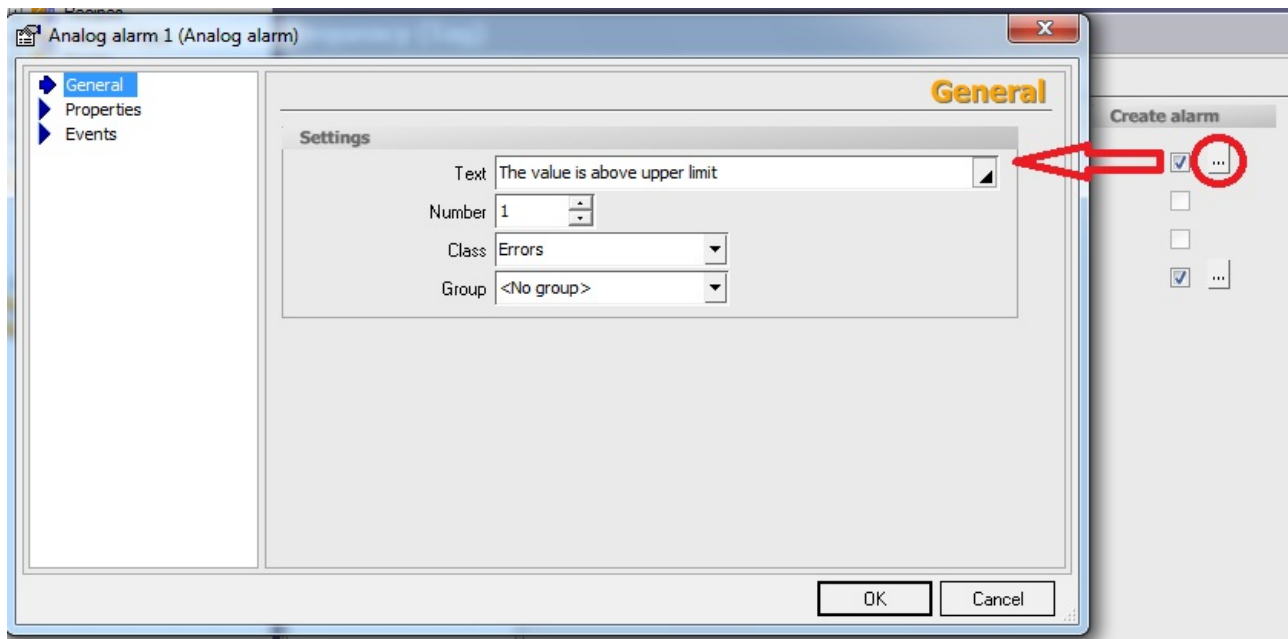 Analog alarm 1 (Analog alarm)
X
General
Properties
Events
General
Settings
Text The value is above upper limit
Number 1
Class Errors
Group <No group>
OK Cancel
Create alarm
...
...